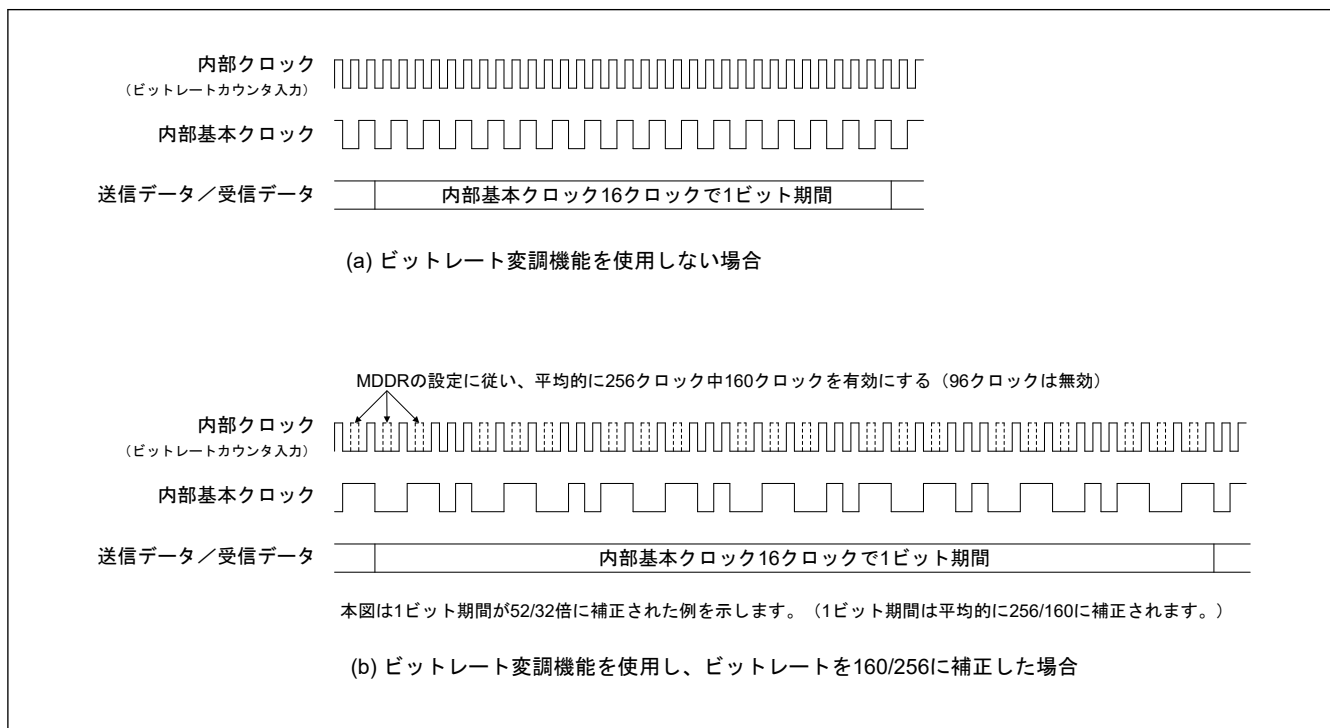 内部クロック
（ビットレートカウンタ入力）
内部基本クロック
送信データ／受信データ
内部基本クロック16クロックで1ビット期間
(a) ビットレート変調機能を使用しない場合
MDDRの設定に従い、平均的に256クロック中160クロックを有効にする（96クロックは無効）
内部クロック
（ビットレートカウンタ入力）
内部基本クロック
送信データ／受信データ
内部基本クロック16クロックで1ビット期間
本図は1ビット期間が52/32倍に補正された例を示します。（1ビット期間は平均的に256/160に補正されます。）
(b) ビットレート変調機能を使用し、ビットレートを160/256に補正した場合